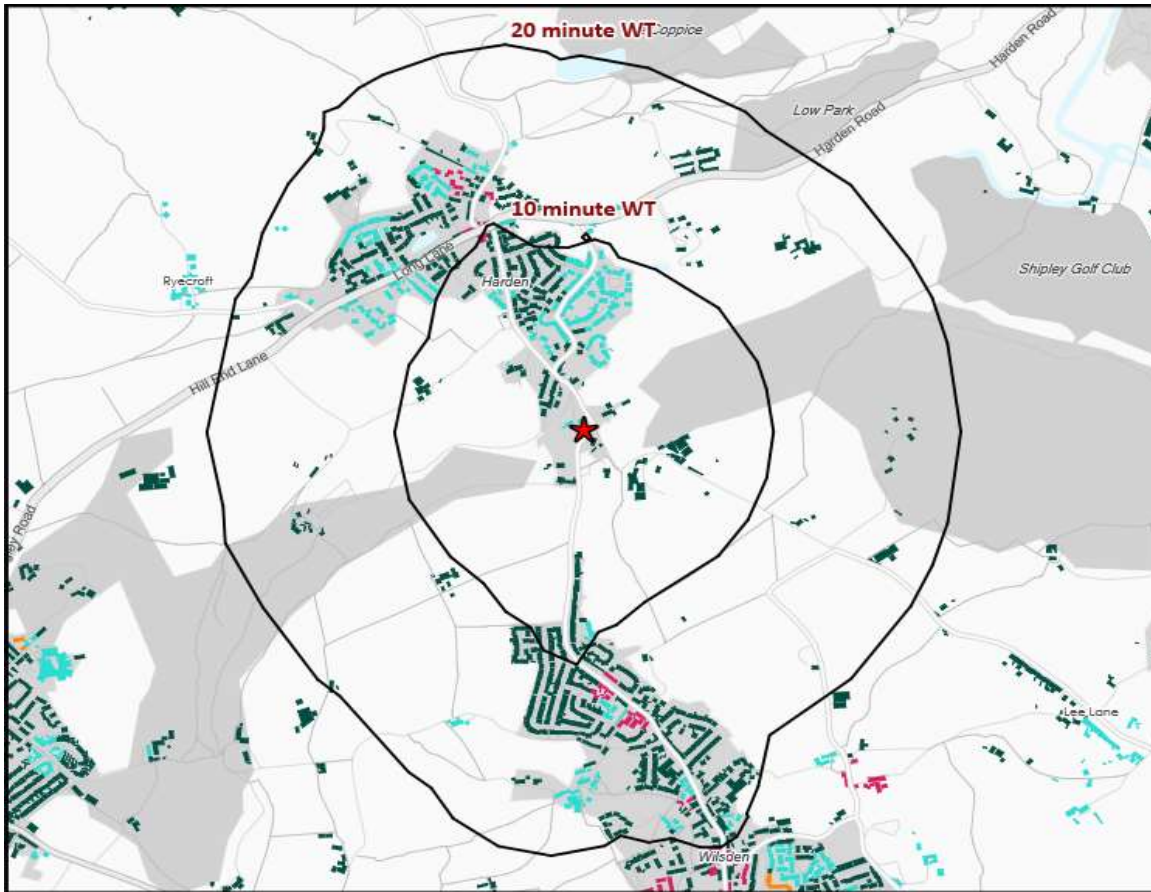 20 minute WT
Coppice
Harden Road
Low Park
Harden Road
10 minute WT
Shipley Golf Club
Long Lane
Ryecroft
Harden
Hill End Lane
Road
Lee Lane
Wilsden